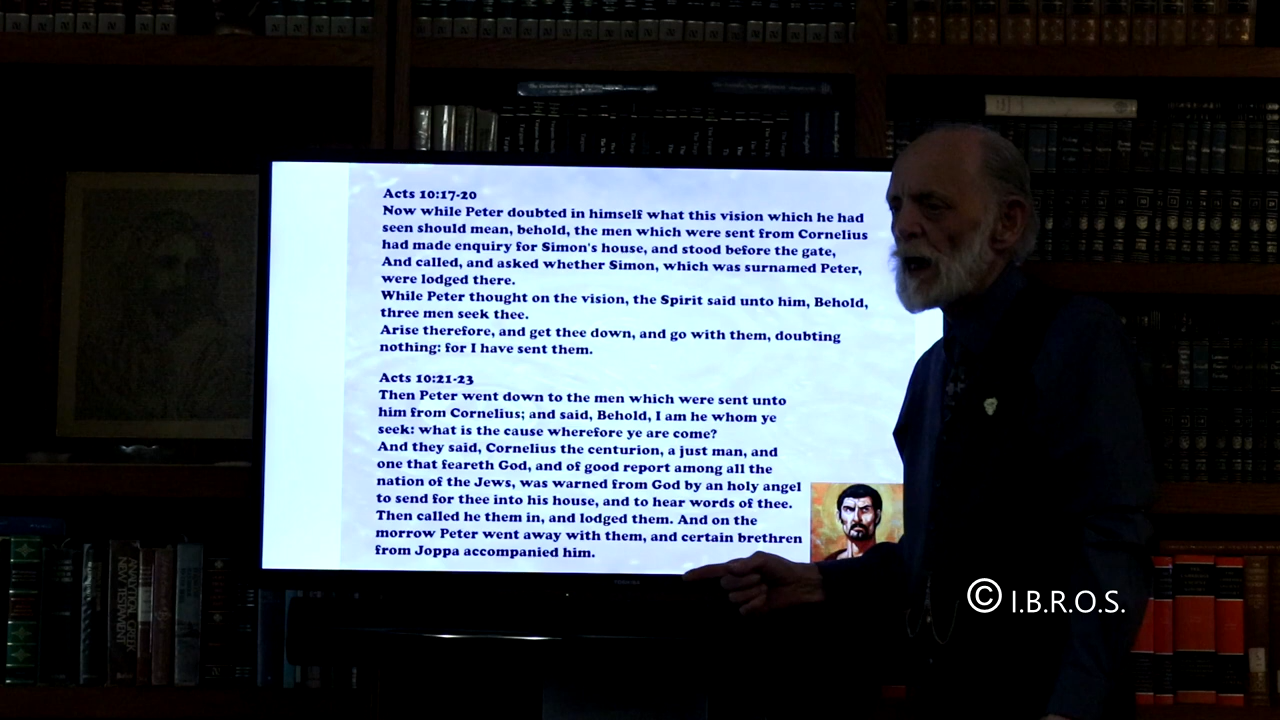 Acts 10:17-20
Now while Peter doubted in himself what this vision which he had
seen should mean, behold, the men which were sent from Cornelius
had made enquiry for Simon's house, and stood before the gate,
And called, and asked whether Simon, which was surnamed Peter,
were lodged there.
While Peter thought on the vision, the Spirit said unto him, Behold,
three men seek thee.
Arise therefore, and get thee down, and go with them, doubting
nothing: for I have sent them.
Acts 10:21-23
Then Peter went down to the men which were sent unto
him from Cornelius; and said, Behold, I am he whom ye
seek: what is the cause wherefore ye are come?
And they said, Cornelius the centurion, a just man, and
one that feareth God, and of good report among all the
nation of the Jews, was warned from God by an holy angel
to send for thee into his house, and to hear words of thee.
Then called he them in, and lodged them. And on the
morrow Peter went away with them, and certain brethren
from Joppa accompanied him.
ANALYTICAL GREEK
NEW TESTAMENT
© I.B.R.O.S.